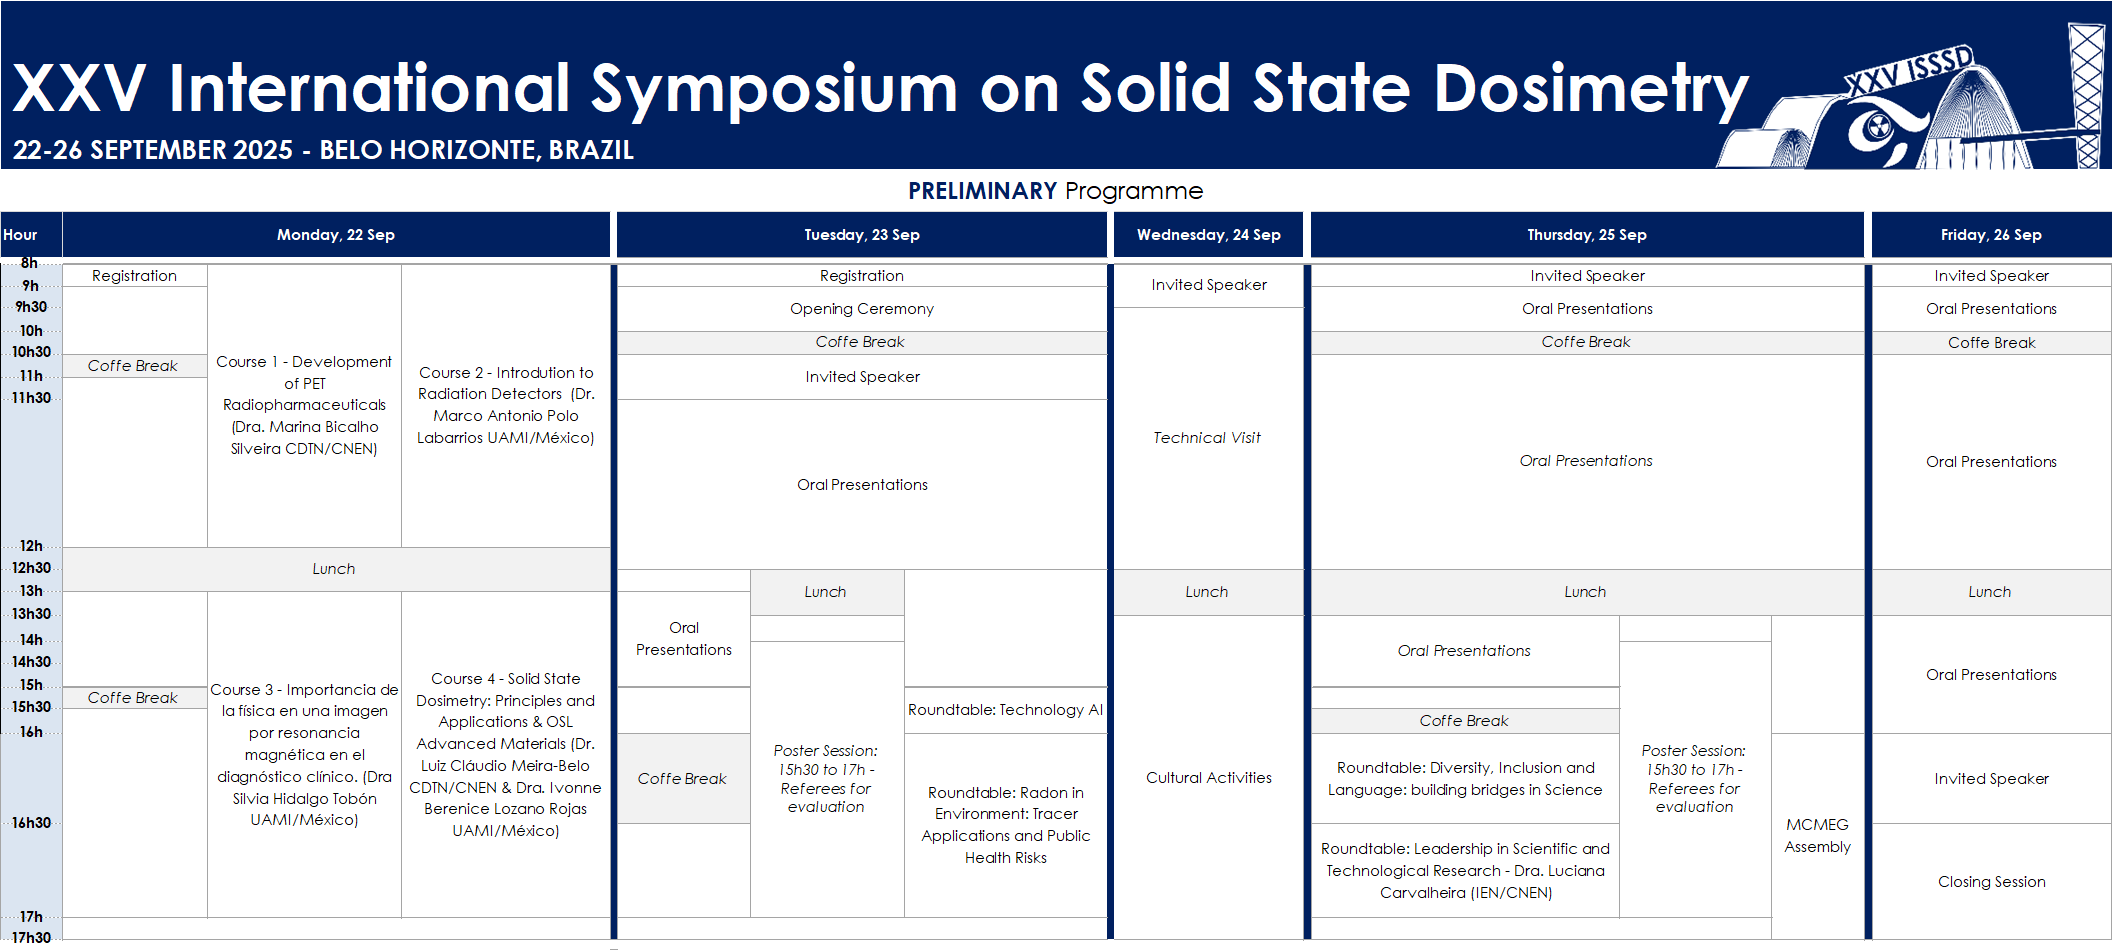 XXV International Symposium on Solid State Dosimetry
XXV ISSSD
22-26 SEPTEMBER 2025 - BELO HORIZONTE, BRAZIL
PRELIMINARY Programme
Hour
Monday, 22 Sep
Tuesday, 23 Sep
Wednesday, 24 Sep
Thursday, 25 Sep
Friday, 26 Sep
8h
9h
9h30
10h
10h30
11h
11h30
12h
12h30
13h
13h30
14h
14h30
15h
15h30
16h
16h30
17h
17h30
Registration
Coffe Break
Course 1 - Development
of PET
Radiopharmaceuticals
(Dra. Marina Bicalho
Silveira CDTN/CNEN)
Course 2 - Introdution to
Radiation Detectors (Dr.
Marco Antonio Polo
Labarrios UAMI/México)
Lunch
Coffe Break
Course 3 - Importancia de
la física en una imagen
por resonancia
magnética en el
diagnóstico clínico. (Dra
Silvia Hidalgo Tobón
UAMI/México)
Course 4 - Solid State
Dosimetry: Principles and
Applications & OSL
Advanced Materials (Dr.
Luiz Cláudio Meira-Belo
CDTN/CNEN & Dra. Ivonne
Berenice Lozano Rojas
UAMI/México)
Registration
Opening Ceremony
Coffe Break
Invited Speaker
Oral Presentations
Lunch
Oral
Presentations
Coffe Break
Poster Session:
15h30 to 17h -
Referees for
evaluation
Roundtable: Technology AI
Roundtable: Radon in
Environment: Tracer
Applications and Public
Health Risks
Invited Speaker
Technical Visit
Lunch
Cultural Activities
Invited Speaker
Oral Presentations
Coffe Break
Oral Presentations
Lunch
Oral Presentations
Coffe Break
Roundtable: Diversity, Inclusion and
Language: building bridges in Science
Roundtable: Leadership in Scientific and
Technological Research - Dra. Luciana
Carvalheira (IEN/CNEN)
Poster Session:
15h30 to 17h -
Referees for
evaluation
MCMEG
Assembly
Invited Speaker
Oral Presentations
Coffe Break
Oral Presentations
Lunch
Oral Presentations
Invited Speaker
Closing Session